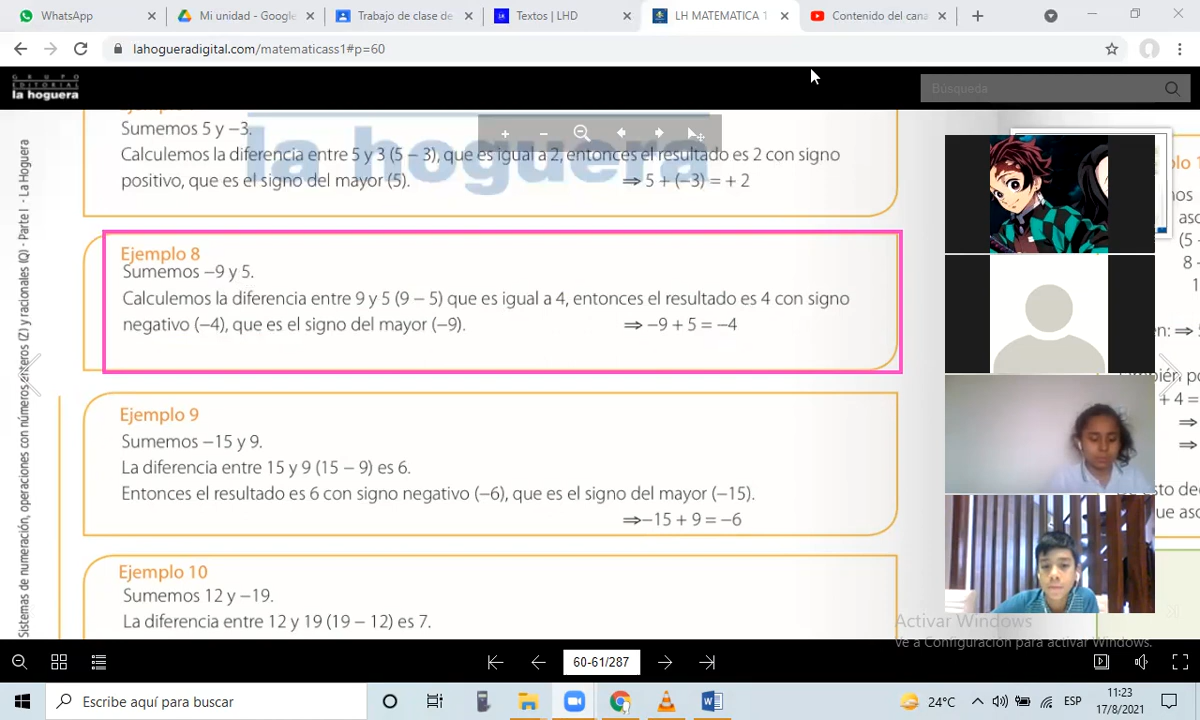 WhatsApp
Mi unidad - Google
Trabajo de clase de
Textos | LHD
LH MATEMATICA 1
Contenido del cana
lahogueradigital.com/matematicass1#p=60
GRUPO
EDITORIAL
la hoguera
Búsqueda
Sumemos 5 y −3.
Calculemos la diferencia entre 5 y 3 (5 − 3), que es igual a 2, entonces el resultado es 2 con signo
positivo, que es el signo del mayor (5). ⇒ 5 + (−3) = + 2
la hoguera
Ejemplo 8
Sumemos −9 y 5.
Calculemos la diferencia entre 9 y 5 (9 − 5) que es igual a 4, entonces el resultado es 4 con signo
negativo (−4), que es el signo del mayor (−9). ⇒ −9 + 5 = −4
Ejemplo 9
Sumemos −15 y 9.
La diferencia entre 15 y 9 (15 − 9) es 6.
Entonces el resultado es 6 con signo negativo (−6), que es el signo del mayor (−15).
⇒−15 + 9 = −6
Ejemplo 10
Sumemos 12 y −19.
La diferencia entre 12 y 19 (19 − 12) es 7.
Sistemas de numeración, operaciones con números enteros (Z) y racionales (Q) - Parte I - La Hoguera
(5 -
8 -
+ 4 =
⇒
⇒
Activar Windows
Ve a Configuración para activar Windows.
60-61/287
Escribe aquí para buscar
24°C
ESP
11:23
17/8/2021